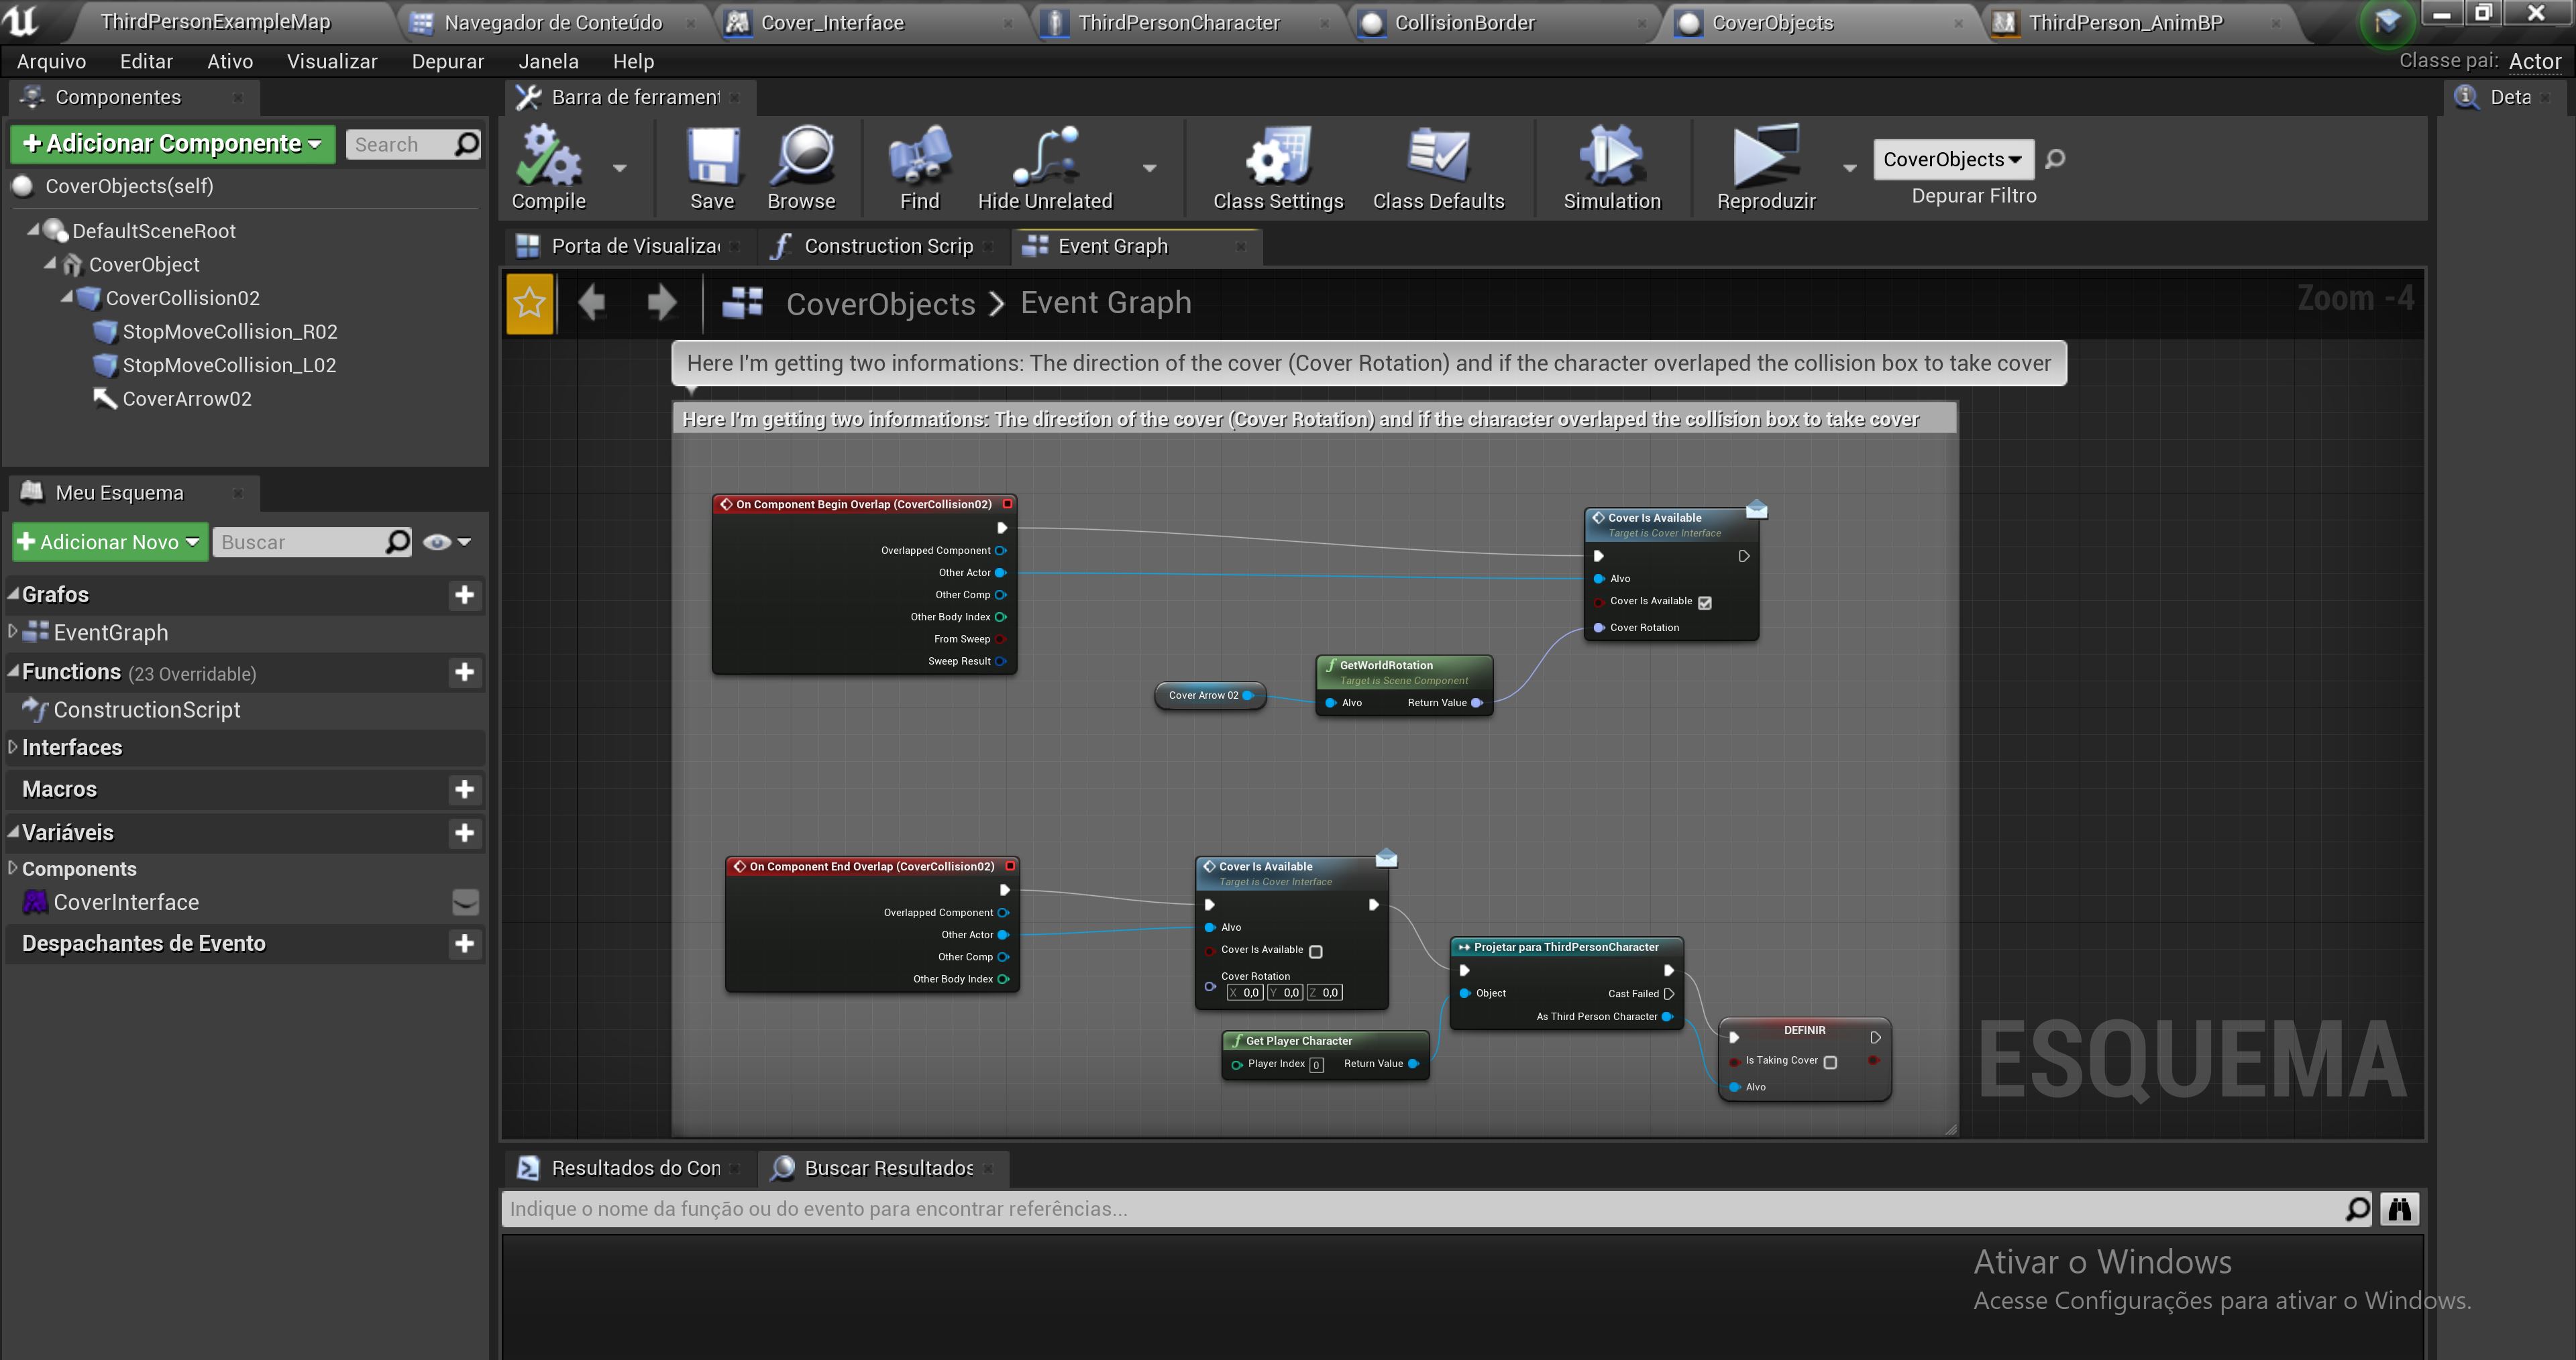 ThirdPersonExampleMap
Navegador de Conteúdo
Cover_Interface
ThirdPersonCharacter
CollisionBorder
CoverObjects
ThirdPerson_AnimBP
Arquivo Editar Ativo Visualizar Depurar Janela Help
Classe pai: Actor
Componentes
Barra de ferramen
Deta
Adicionar Componente
Search
Compile
Save
Browse
Find
Hide Unrelated
Class Settings
Class Defaults
Simulation
Reproduzir
CoverObjects
Depurar Filtro
CoverObjects(self)
DefaultSceneRoot
CoverObject
CoverCollision02
StopMoveCollision_R02
StopMoveCollision_L02
CoverArrow02
Porta de Visualiza
Construction Scrip
Event Graph
CoverObjects > Event Graph
Zoom -4
Here I'm getting two informations: The direction of the cover (Cover Rotation) and if the character overlaped the collision box to take cover
Here I'm getting two informations: The direction of the cover (Cover Rotation) and if the character overlaped the collision box to take cover
Meu Esquema
Adicionar Novo
Buscar
Grafos
EventGraph
Functions (23 Overridable)
ConstructionScript
Interfaces
Macros
Variáveis
Components
CoverInterface
Despachantes de Evento
On Component Begin Overlap (CoverCollision02)
Overlapped Component
Other Actor
Other Comp
Other Body Index
From Sweep
Sweep Result
Cover Is Available
Target is Cover Interface
Alvo
Cover Is Available
Cover Rotation
GetWorldRotation
Target is Scene Component
Alvo Return Value
Cover Arrow 02
On Component End Overlap (CoverCollision02)
Overlapped Component
Other Actor
Other Comp
Other Body Index
Cover Is Available
Target is Cover Interface
Alvo
Cover Is Available
Cover Rotation
X 0,0 Y 0,0 Z 0,0
Get Player Character
Player Index 0 Return Value
Projetar para ThirdPersonCharacter
Object
Cast Failed
As Third Person Character
DEFINIR
Is Taking Cover
Alvo
ESQUEMA
Resultados do Con
Buscar Resultados
Indique o nome da função ou do evento para encontrar referências...
Ativar o Windows
Acesse Configurações para ativar o Windows.